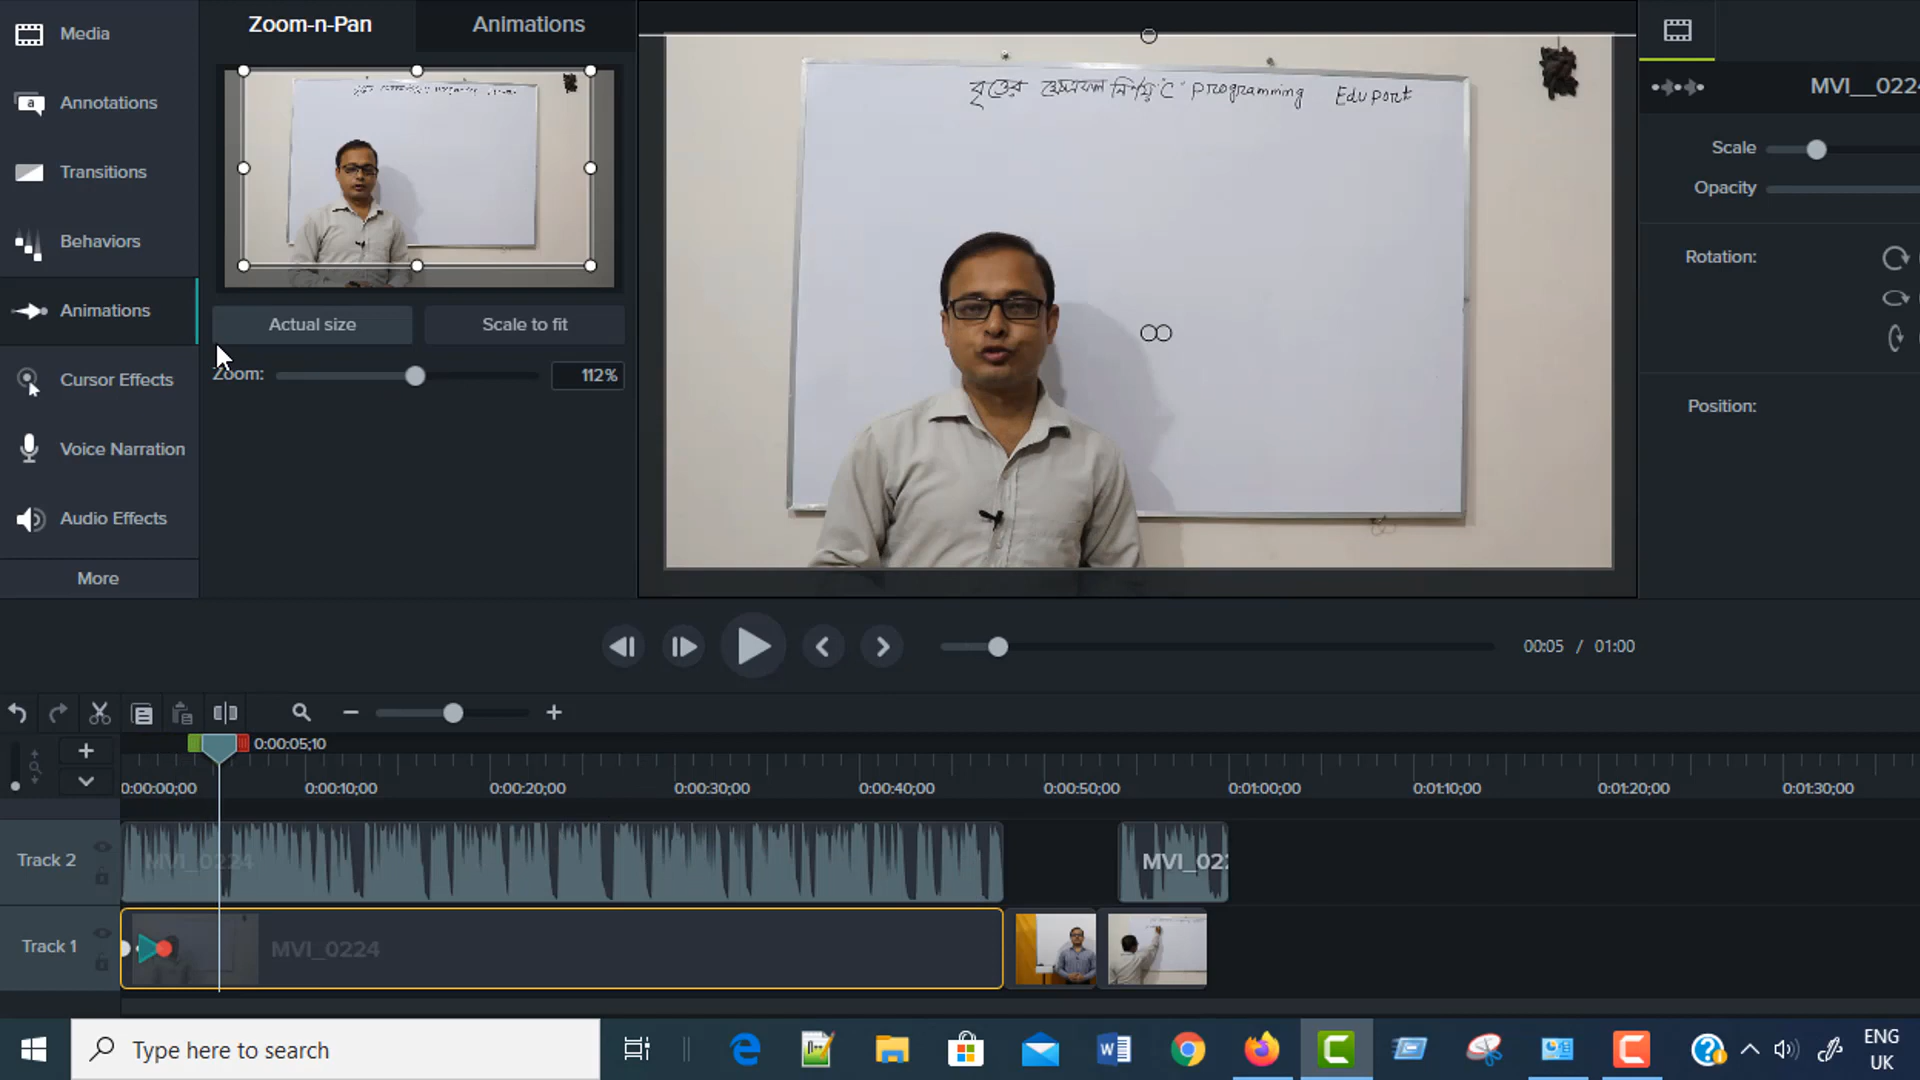 Media
Annotations
Transitions
Behaviors
Animations
Cursor Effects
Voice Narration
Audio Effects
More
Zoom-n-Pan
Animations
Actual size
Scale to fit
Zoom:
112%
বৃত্তের ক্ষেত্রফল নির্ণয় 'C' programming Eduport
MVI__022
Scale
Opacity
Rotation:
Position:
00:05 / 01:00
0:00:05;10
0:00:00;00 0:00:10;00 0:00:20;00 0:00:30;00 0:00:40;00 0:00:50;00 0:01:00;00 0:01:10;00 0:01:20;00 0:01:30;00
Track 2
MVI_0224
MVI_022
Track 1
MVI_0224
Type here to search
ENG
UK